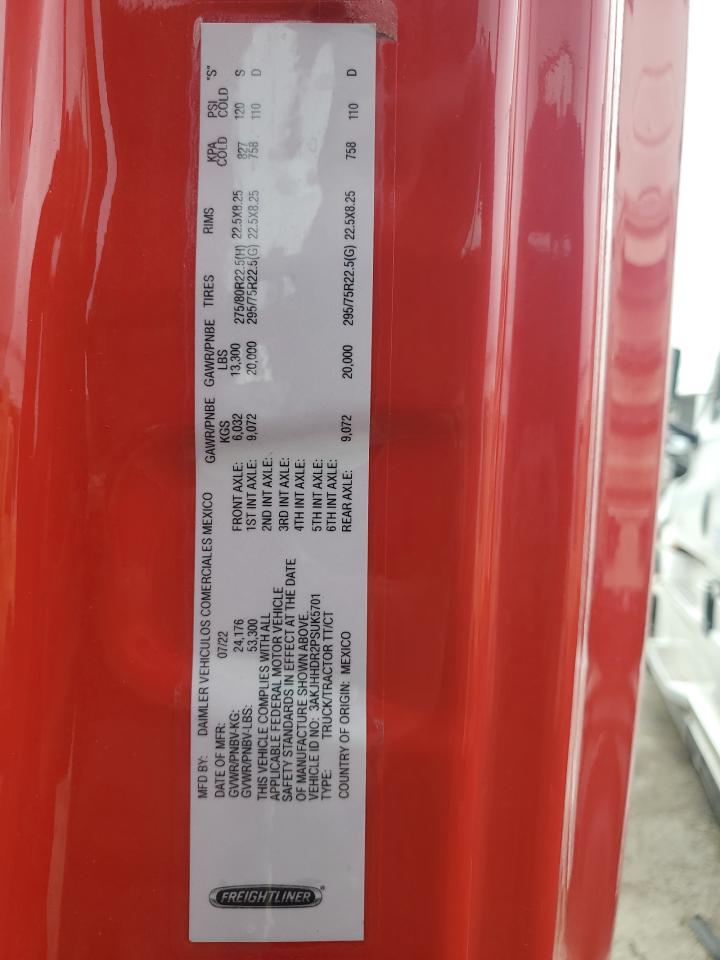 MFD BY: DAIMLER VEHICULOS COMERCIALES MEXICO
DATE OF MFR: 07/22
GVWR/PNBV-KG: 24,176
GVWR/PNBV-LBS: 53,300
THIS VEHICLE COMPLIES WITH ALL
APPLICABLE FEDERAL MOTOR VEHICLE
SAFETY STANDARDS IN EFFECT AT THE DATE
OF MANUFACTURE SHOWN ABOVE.
VEHICLE ID NO: 3AKJHHDR2PSUK5701
TYPE: TRUCK/TRACTOR TT/CT
COUNTRY OF ORIGIN: MEXICO
GAWR/PNBE KGS GAWR/PNBE LBS TIRES RIMS KPA COLD PSI COLD "S"
FRONT AXLE: 6,032 13,300 275/80R22.5(H) 22.5X8.25 827 120 S
1ST INT AXLE: 9,072 20,000 295/75R22.5(G) 22.5X8.25 758 110 D
2ND INT AXLE:
3RD INT AXLE:
4TH INT AXLE:
5TH INT AXLE:
6TH INT AXLE:
REAR AXLE: 9,072 20,000 295/75R22.5(G) 22.5X8.25 758 110 D
FREIGHTLINER®